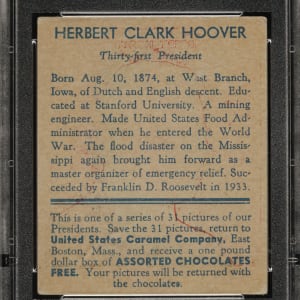 HERBERT CLARK HOOVER
Thirty-first President
Born Aug. 10, 1874, at West Branch,
Iowa, of Dutch and English descent. Edu-
cated at Stanford University. A mining
engineer. Made United States Food Ad-
ministrator when he entered the World
War. The flood disaster on the Missis-
sippi again brought him forward as a
master organizer of emergency relief. Suc-
ceeded by Franklin D. Roosevelt in 1933.
This is one of a series of 31 pictures of our
Presidents. Save the 31 pictures, return to
United States Caramel Company, East
Boston, Mass., and receive a one pound
dollar box of ASSORTED CHOCOLATES
FREE. Your pictures will be returned with
the chocolates.